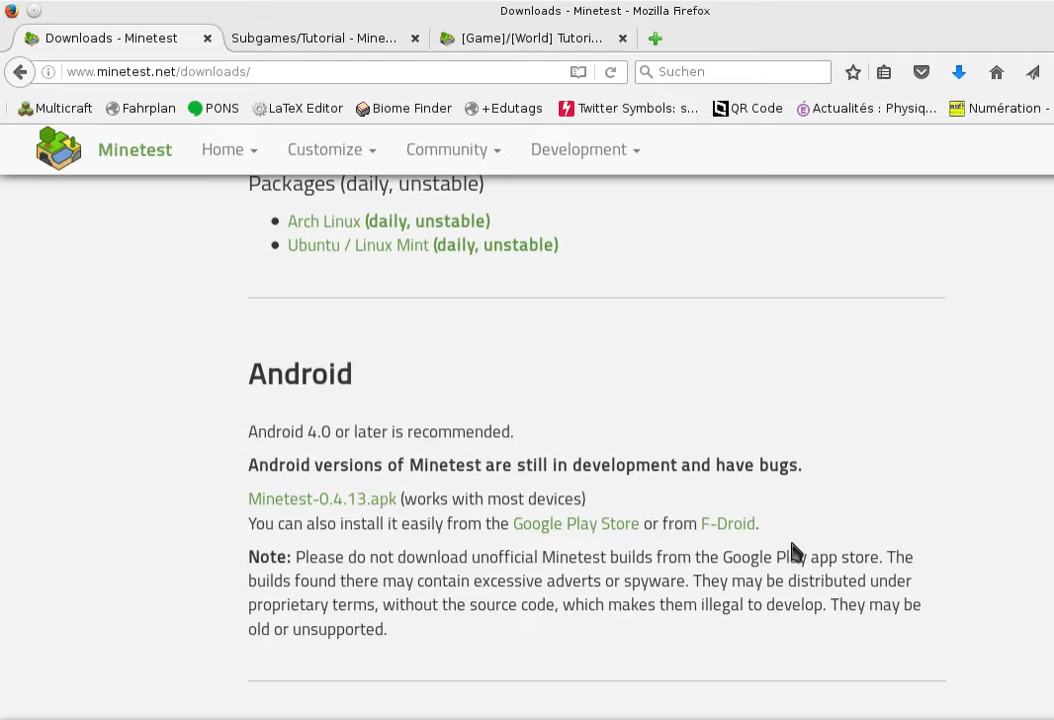 Downloads - Minetest - Mozilla Firefox
Downloads - Minetest
Subgames/Tutorial - Mine...
[Game]/[World] Tutori...
www.minetest.net/downloads/
Suchen
Multicraft Fahrplan PONS LaTeX Editor Biome Finder +Edutags Twitter Symbols: s... QR Code Actualités : Physiq... Numération -
Minetest Home Customize Community Development
Packages (daily, unstable)
Arch Linux (daily, unstable)
Ubuntu / Linux Mint (daily, unstable)
Android
Android 4.0 or later is recommended.
Android versions of Minetest are still in development and have bugs.
Minetest-0.4.13.apk (works with most devices)
You can also install it easily from the Google Play Store or from F-Droid.
Note: Please do not download unofficial Minetest builds from the Google Play app store. The
builds found there may contain excessive adverts or spyware. They may be distributed under
proprietary terms, without the source code, which makes them illegal to develop. They may be
old or unsupported.